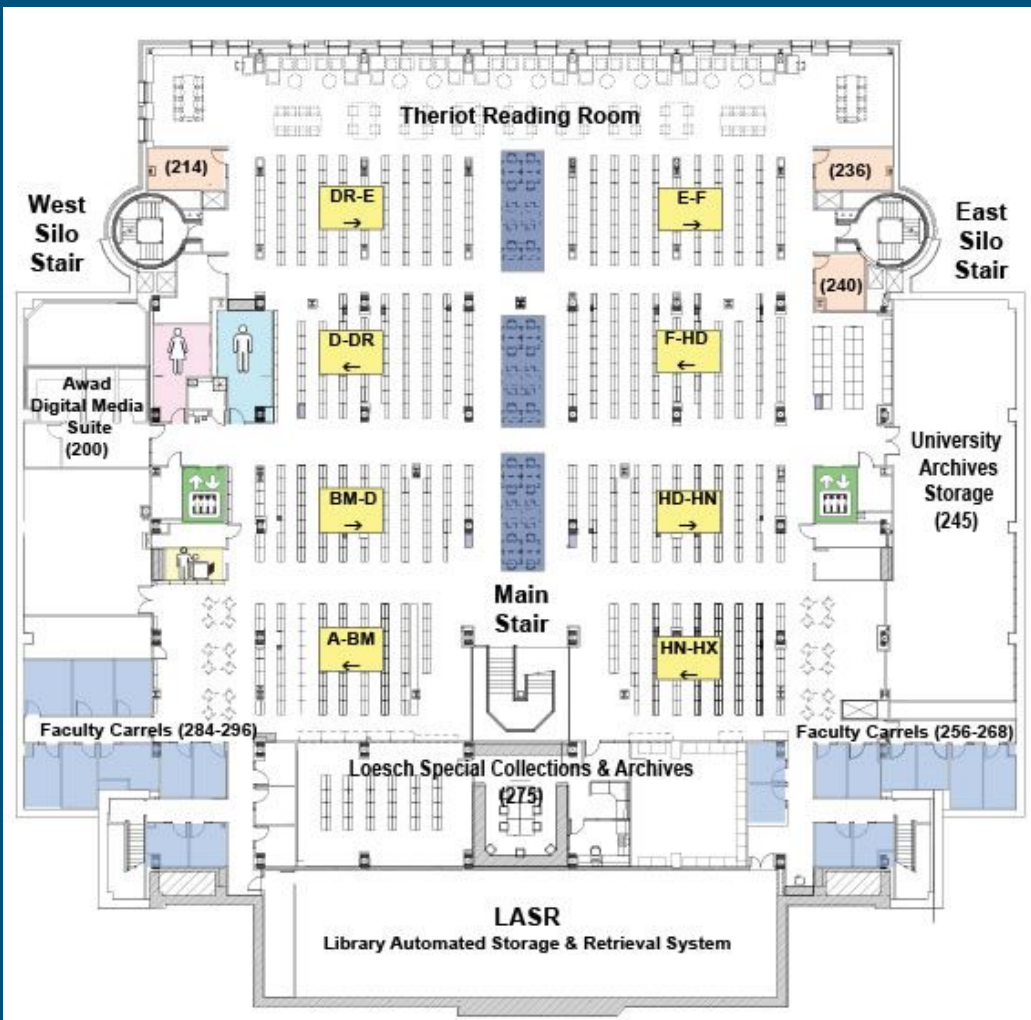 Theriot Reading Room
(214)
(236)
DR-E
→
E-F
→
West
Silo
Stair
East
Silo
Stair
(240)
D-DR
←
F-HD
←
Awad
Digital Media
Suite
(200)
University
Archives
Storage
(245)
BM-D
→
HD-HN
→
Main
Stair
A-BM
←
HN-HX
←
Faculty Carrels (284-296)
Faculty Carrels (256-268)
Loesch Special Collections & Archives
(275)
LASR
Library Automated Storage & Retrieval System